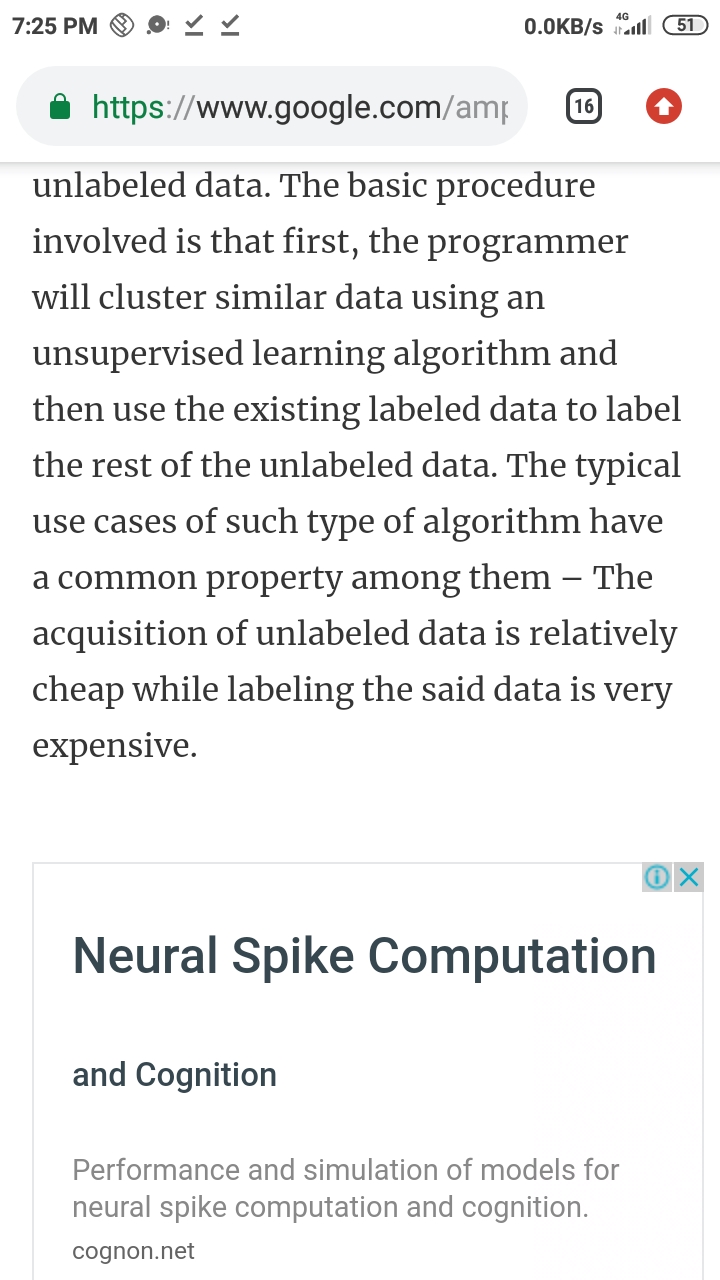 7:25 PM 0.0KB/s 4G 51
https://www.google.com/amp 16
unlabeled data. The basic procedure
involved is that first, the programmer
will cluster similar data using an
unsupervised learning algorithm and
then use the existing labeled data to label
the rest of the unlabeled data. The typical
use cases of such type of algorithm have
a common property among them – The
acquisition of unlabeled data is relatively
cheap while labeling the said data is very
expensive.
Neural Spike Computation
and Cognition
Performance and simulation of models for
neural spike computation and cognition.
cognon.net